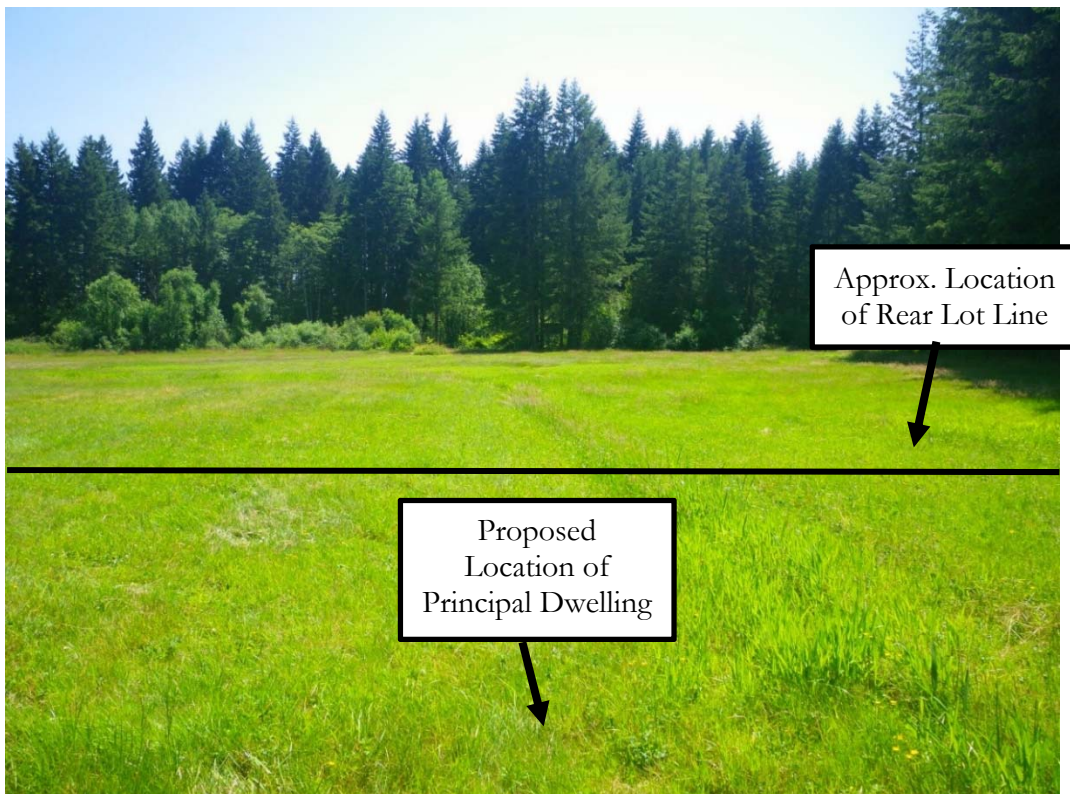 Approx. Location
of Rear Lot Line
Proposed
Location of
Principal Dwelling